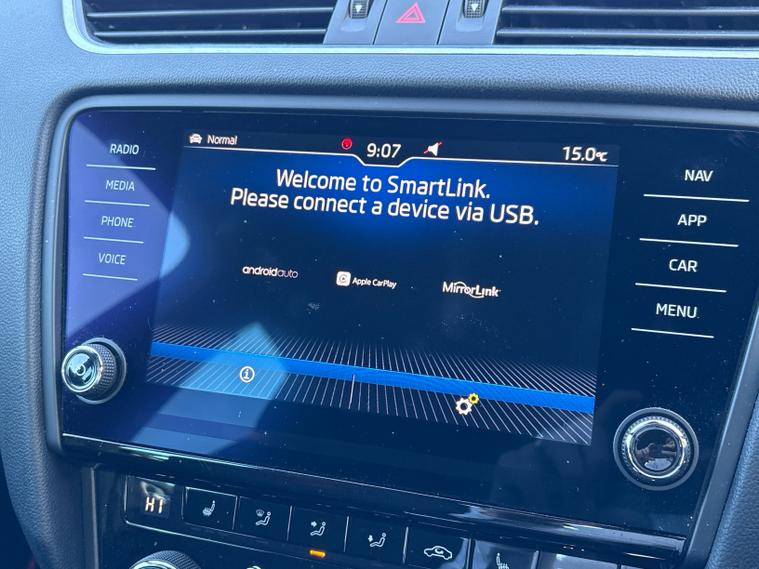 Normal
9:07
15.0°C
RADIO
MEDIA
PHONE
VOICE
Welcome to SmartLink.
Please connect a device via USB.
androidauto
Apple CarPlay
MirrorLink
NAV
APP
CAR
MENU
HI